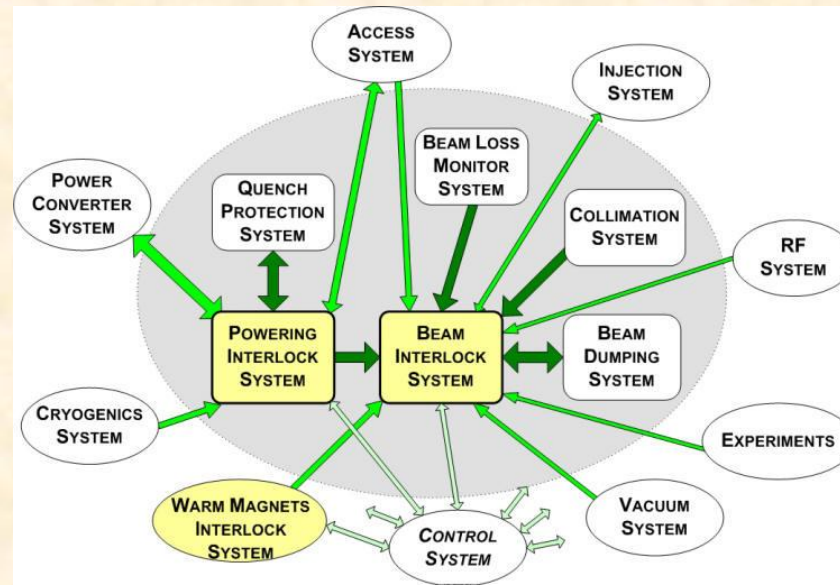 ACCESS
SYSTEM
INJECTION
SYSTEM
BEAM LOSS
MONITOR
SYSTEM
POWER
CONVERTER
SYSTEM
QUENCH
PROTECTION
SYSTEM
COLLIMATION
SYSTEM
RF
SYSTEM
POWERING
INTERLOCK
SYSTEM
BEAM
INTERLOCK
SYSTEM
BEAM
DUMPING
SYSTEM
CRYOGENICS
SYSTEM
EXPERIMENTS
WARM MAGNETS
INTERLOCK
SYSTEM
CONTROL
SYSTEM
VACUUM
SYSTEM